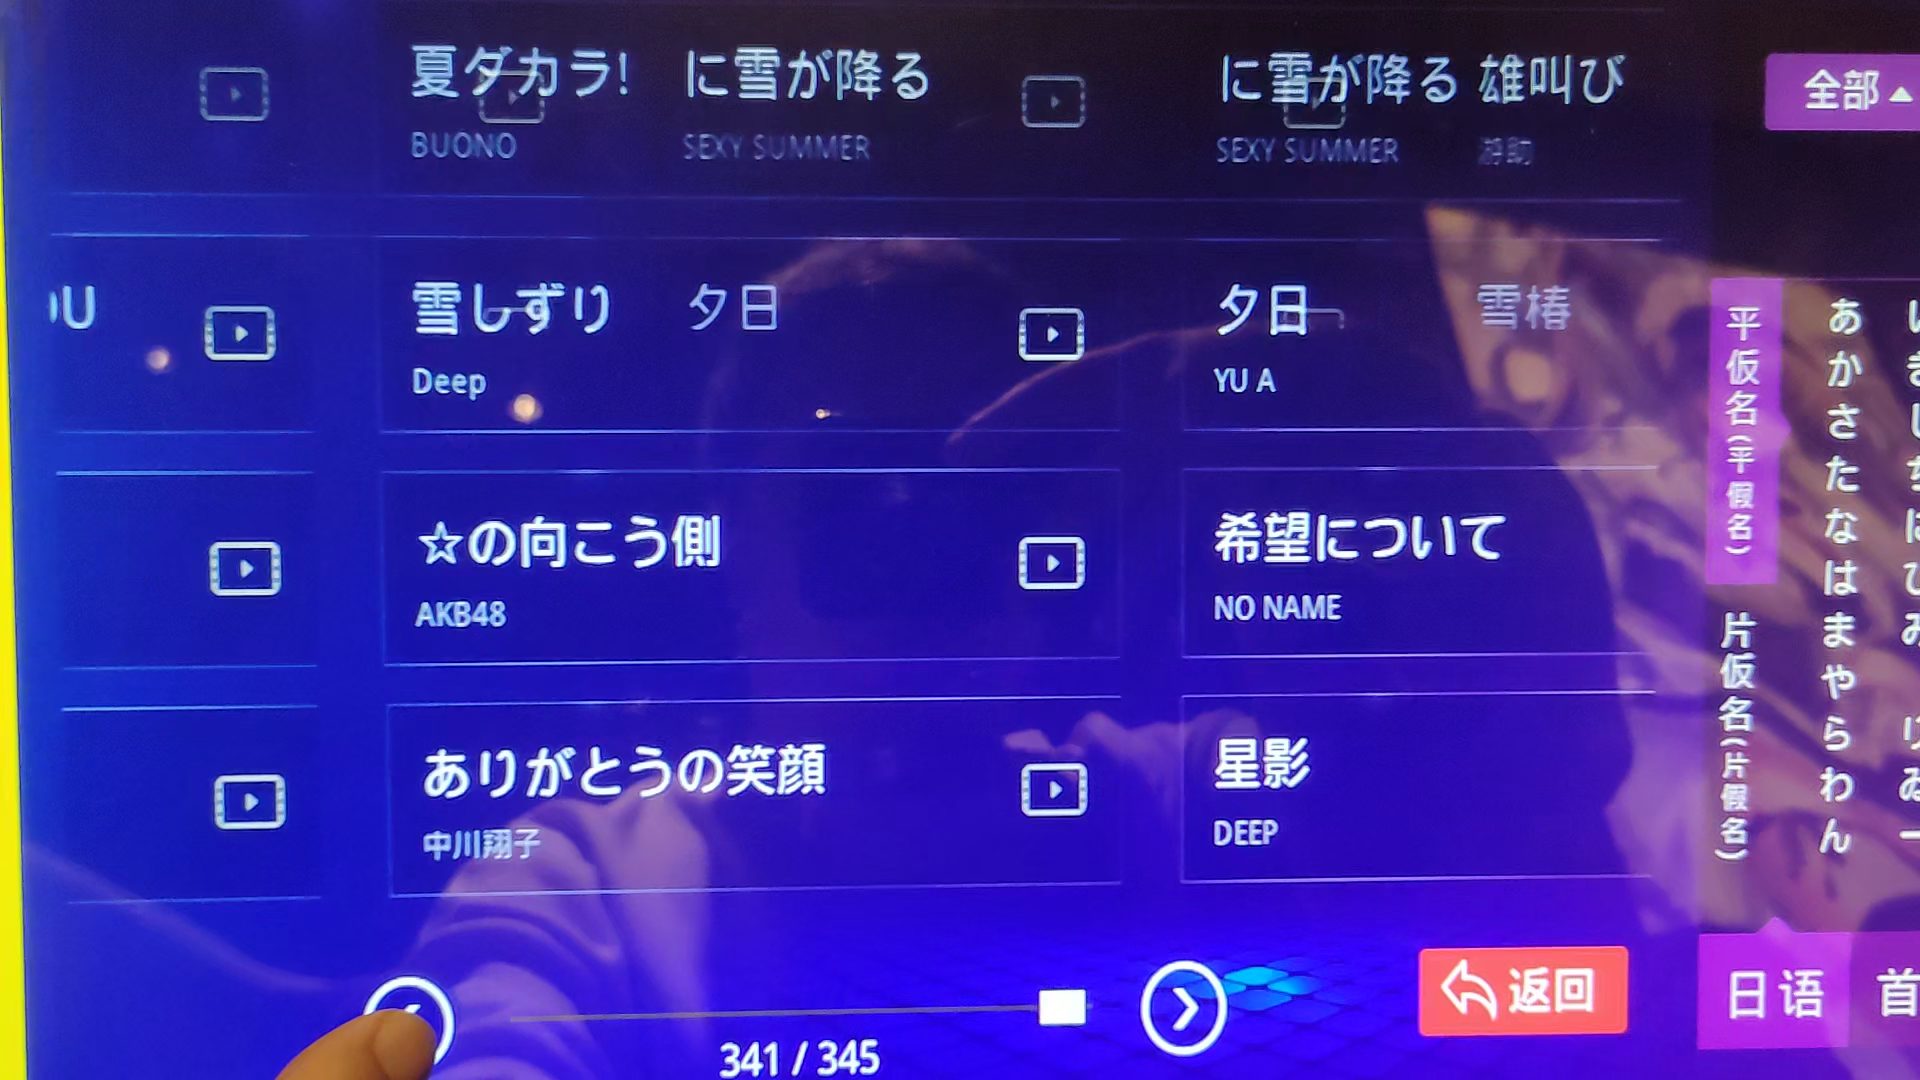 夏ダカラ!
BUONO
に雪が降る
SEXY SUMMER
に雪が降る
SEXY SUMMER
雄叫び
游助
全部
雪しずり
Deep
夕日
夕日
YU A
雪椿
☆の向こう側
AKB48
希望について
NO NAME
ありがとうの笑顔
中川翔子
星影
DEEP
平仮名(平假名)
片仮名(片假名)
あかさたなはまやらわん
341 / 345
返回
日语
首